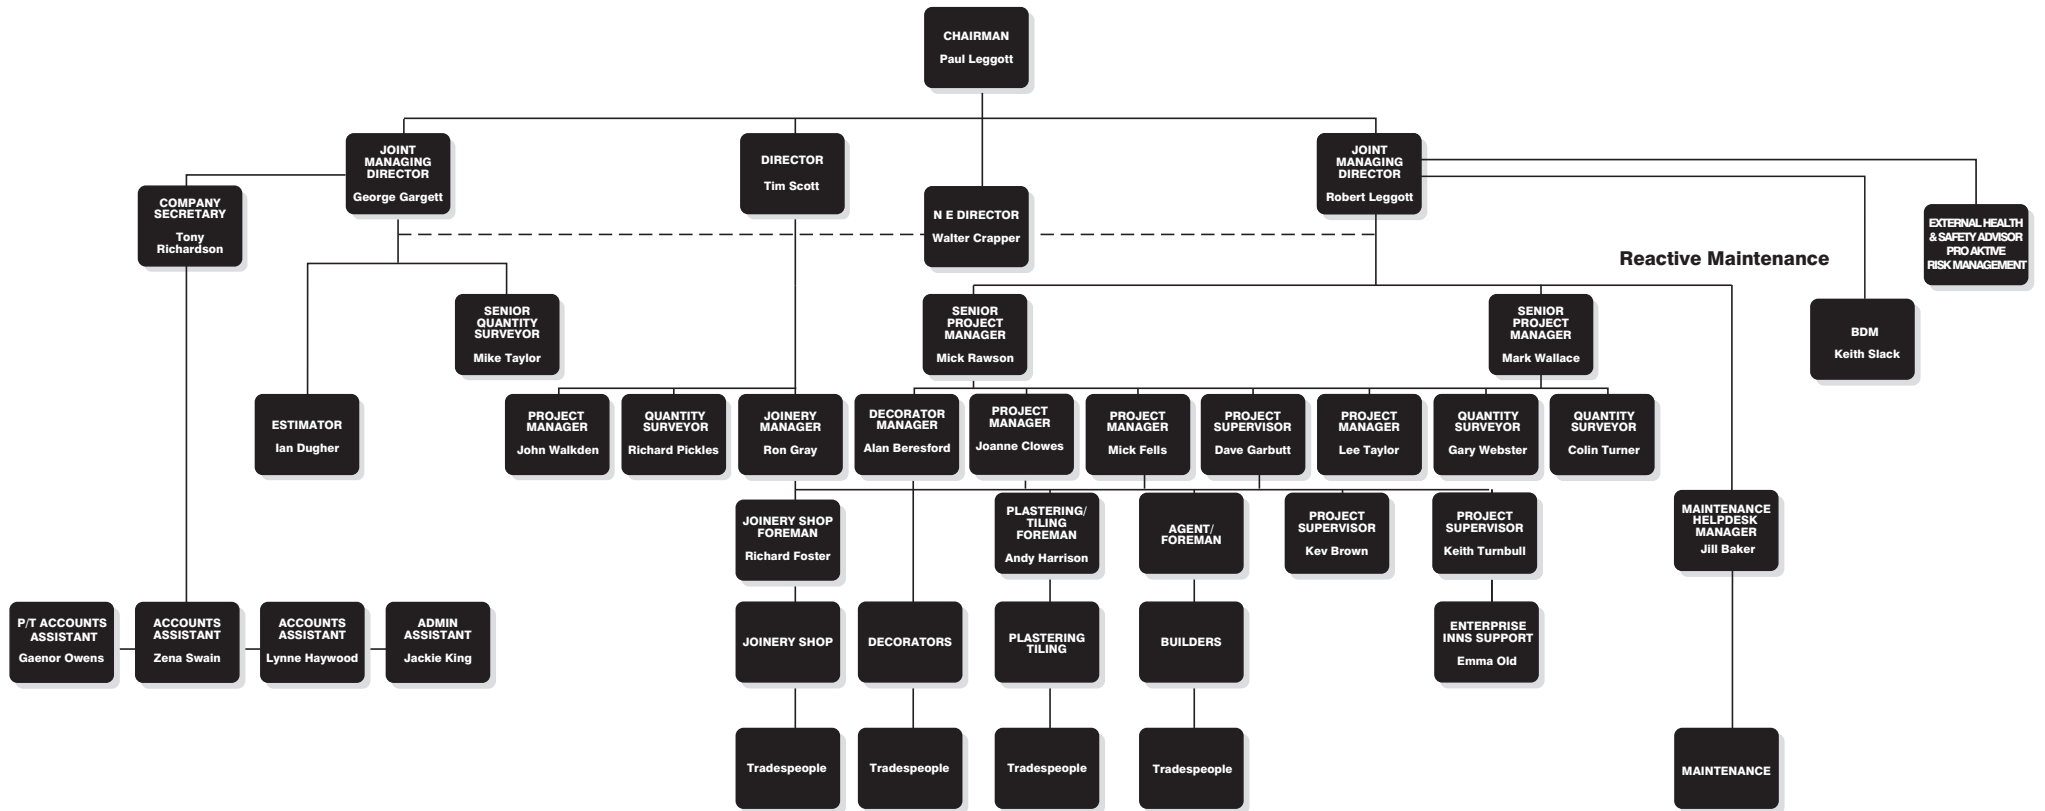 CHAIRMAN
Paul Leggott
JOINT
MANAGING
DIRECTOR
George Gargett
DIRECTOR
Tim Scott
JOINT
MANAGING
DIRECTOR
Robert Leggott
COMPANY
SECRETARY
Tony
Richardson
N E DIRECTOR
Walter Crapper
EXTERNAL HEALTH
& SAFETY ADVISOR
PRO AKTIVE
RISK MANAGEMENT
Reactive Maintenance
SENIOR
QUANTITY
SURVEYOR
Mike Taylor
SENIOR
PROJECT
MANAGER
Mick Rawson
SENIOR
PROJECT
MANAGER
Mark Wallace
BDM
Keith Slack
ESTIMATOR
Ian Dugher
PROJECT
MANAGER
John Walkden
QUANTITY
SURVEYOR
Richard Pickles
JOINERY
MANAGER
Ron Gray
DECORATOR
MANAGER
Alan Beresford
PROJECT
MANAGER
Joanne Clowes
PROJECT
MANAGER
Mick Fells
PROJECT
SUPERVISOR
Dave Garbutt
PROJECT
MANAGER
Lee Taylor
QUANTITY
SURVEYOR
Gary Webster
QUANTITY
SURVEYOR
Colin Turner
JOINERY SHOP
FOREMAN
Richard Foster
PLASTERING/
TILING
FOREMAN
Andy Harrison
AGENT/
FOREMAN
PROJECT
SUPERVISOR
Kev Brown
PROJECT
SUPERVISOR
Keith Turnbull
MAINTENANCE
HELPDESK
MANAGER
Jill Baker
P/T ACCOUNTS
ASSISTANT
Gaenor Owens
ACCOUNTS
ASSISTANT
Zena Swain
ACCOUNTS
ASSISTANT
Lynne Haywood
ADMIN
ASSISTANT
Jackie King
JOINERY SHOP
DECORATORS
PLASTERING
TILING
BUILDERS
ENTERPRISE
INNS SUPPORT
Emma Old
Tradespeople
Tradespeople
Tradespeople
Tradespeople
MAINTENANCE